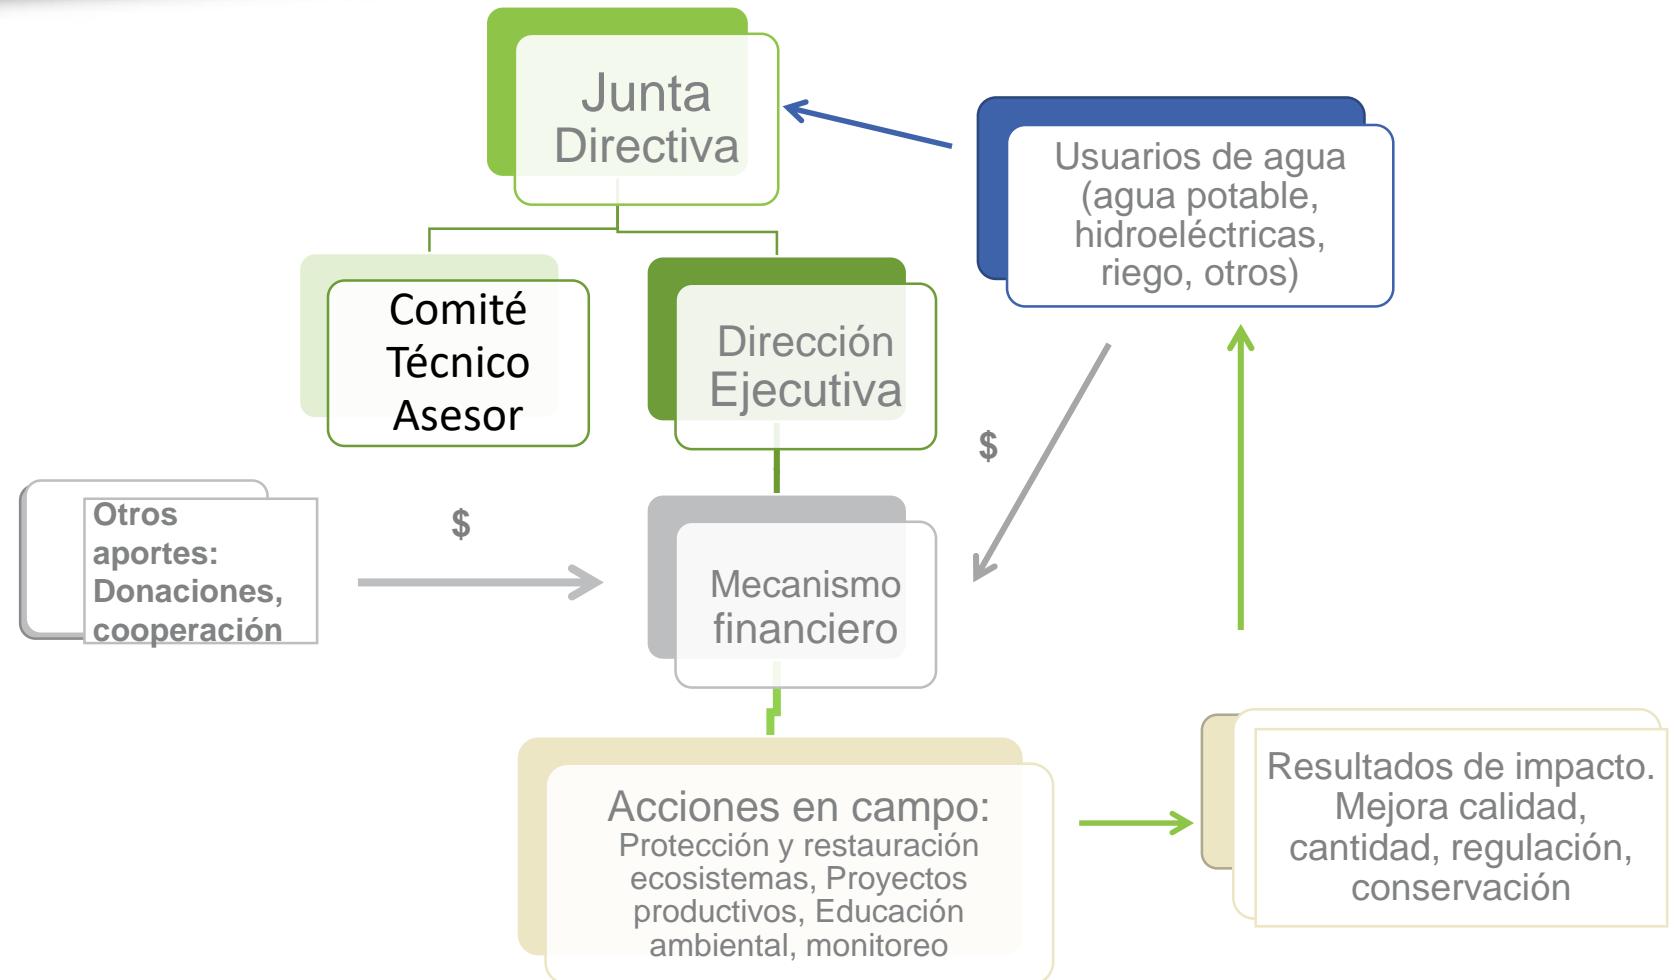 Junta
Directiva
Usuarios de agua
(agua potable,
hidroeléctricas,
riego, otros)
Comité
Técnico
Asesor
Dirección
Ejecutiva
$
Otros
aportes:
Donaciones,
cooperación
$
Mecanismo
financiero
Acciones en campo:
Protección y restauración
ecosistemas, Proyectos
productivos, Educación
ambiental, monitoreo
Resultados de impacto.
Mejora calidad,
cantidad, regulación,
conservación